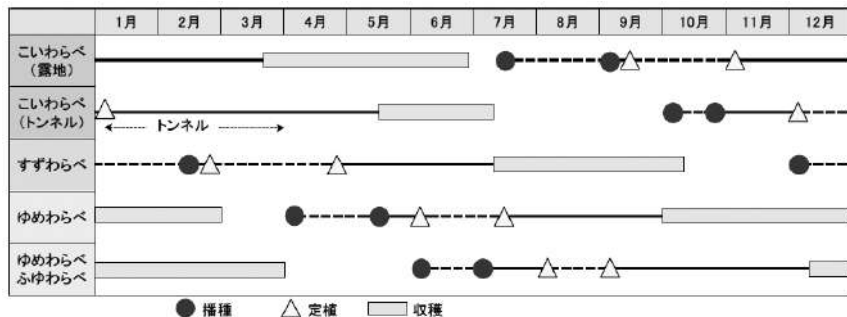 1月 2月 3月 4月 5月 6月 7月 8月 9月 10月 11月 12月
こいわらべ
（露地）
こいわらべ
（トンネル）
トンネル
すずわらべ
ゆめわらべ
ゆめわらべ
ふゆわらべ
播種 定植 収穫